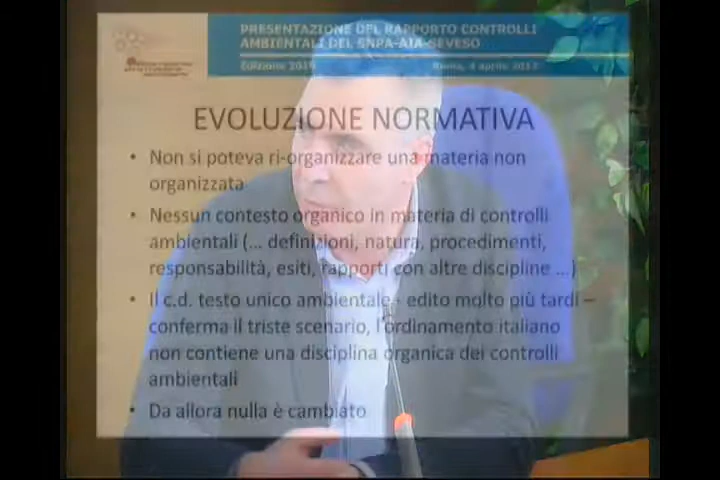 PRESENTAZIONE DEL RAPPORTO CONTROLLI
AMBIENTALI DEL SNPA-AIA-SEVESO
Roma, 4 aprile 2017
EVOLUZIONE NORMATIVA
• Non si poteva ri-organizzare una materia non
organizzata
• Nessun contesto organico in materia di controlli
ambientali (... definizioni, natura, procedimenti,
responsabilità, esiti, rapporti con altre discipline ...)
• Il c.d. testo unico ambientale - edito molto più tardi –
conferma il triste scenario, l'ordinamento italiano
non contiene una disciplina organica dei controlli
ambientali
• Da allora nulla è cambiato